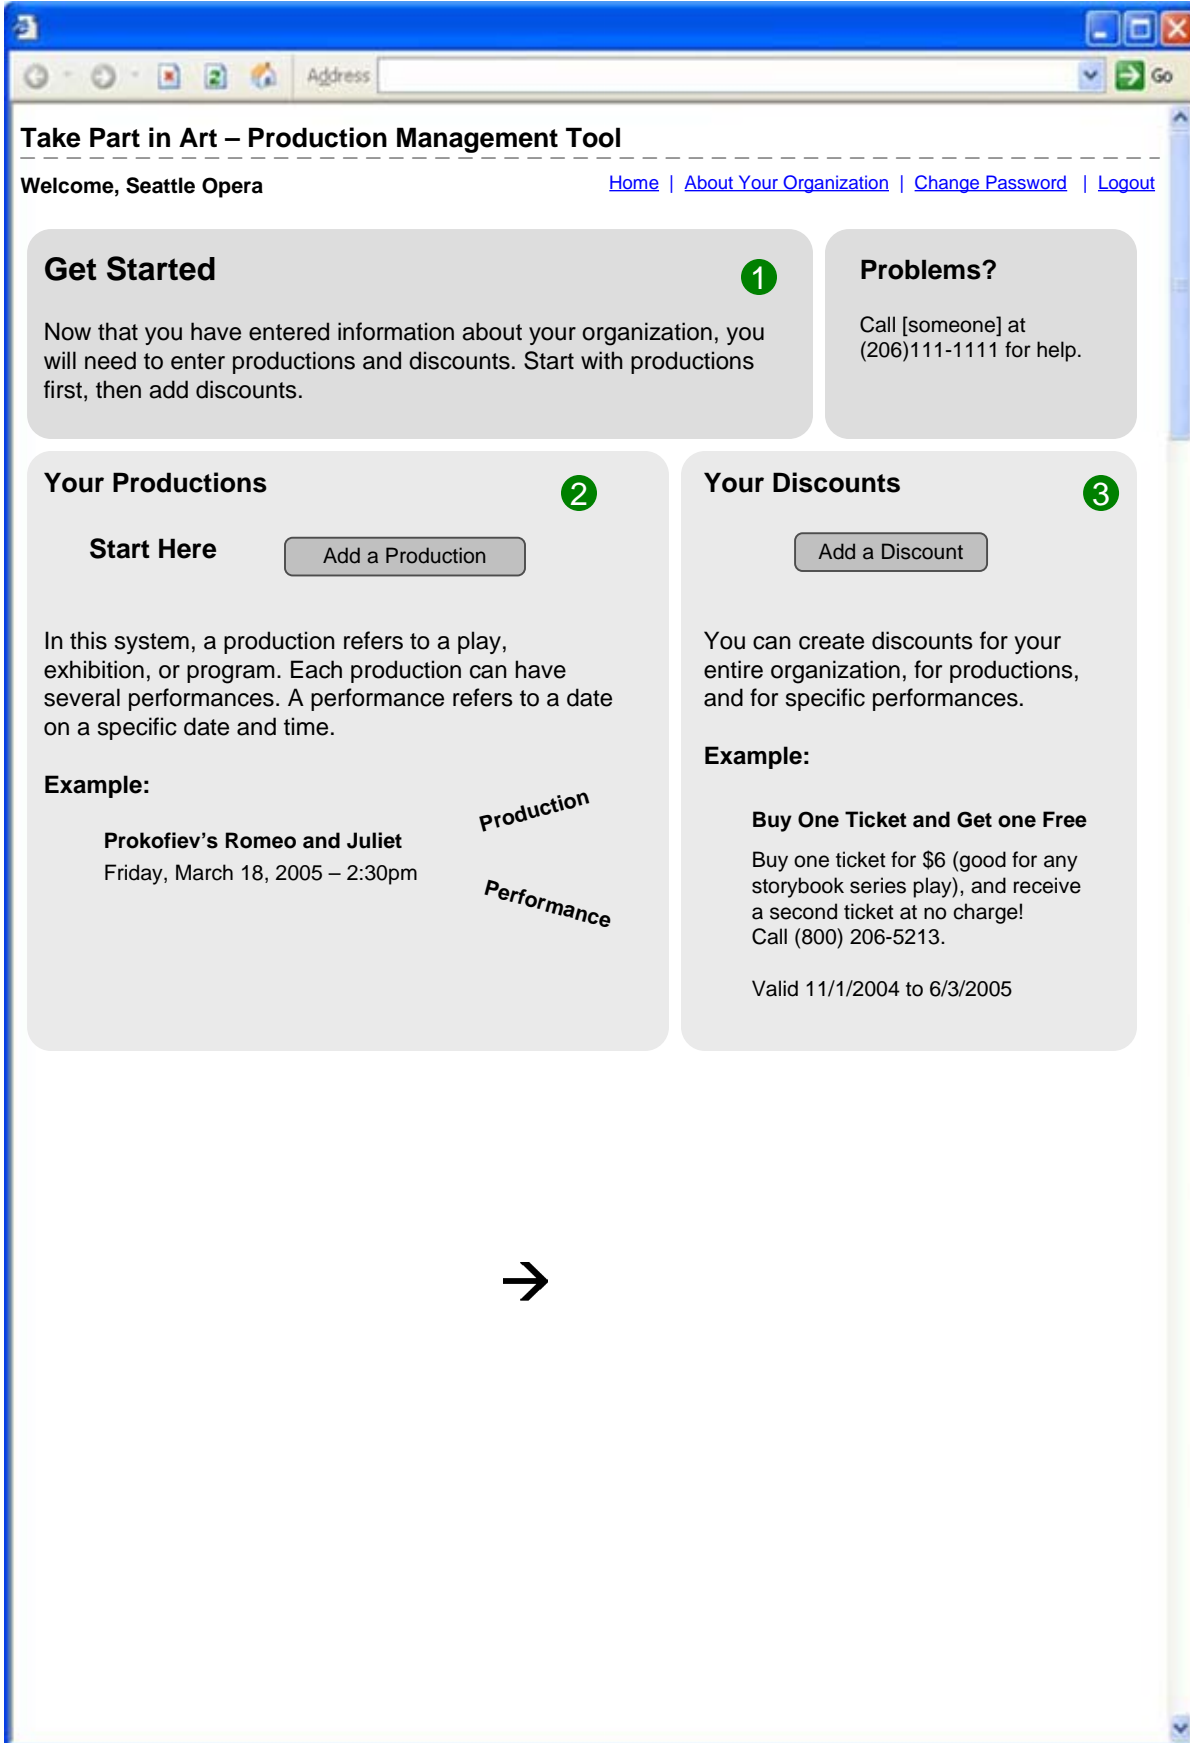 Address
Go
Take Part in Art – Production Management Tool
Welcome, Seattle Opera
Home | About Your Organization | Change Password | Logout
Get Started
1
Now that you have entered information about your organization, you
will need to enter productions and discounts. Start with productions
first, then add discounts.
Problems?
Call [someone] at
(206)111-1111 for help.
Your Productions
2
Start Here
Add a Production
In this system, a production refers to a play,
exhibition, or program. Each production can have
several performances. A performance refers to a date
on a specific date and time.
Example:
Production
Prokofiev's Romeo and Juliet
Friday, March 18, 2005 – 2:30pm
Performance
Your Discounts
3
Add a Discount
You can create discounts for your
entire organization, for productions,
and for specific performances.
Example:
Buy One Ticket and Get one Free
Buy one ticket for $6 (good for any
storybook series play), and receive
a second ticket at no charge!
Call (800) 206-5213.
Valid 11/1/2004 to 6/3/2005
→